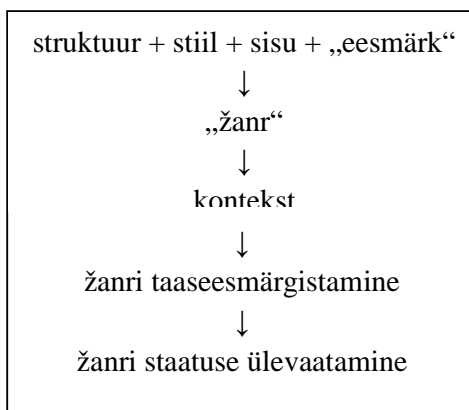 struktuur + stiil + sisu + „eesmärk“
↓
„žanr“
↓
kontekst
↓
žanri taaseesmärgistamine
↓
žanri staatuse ülevaatamine